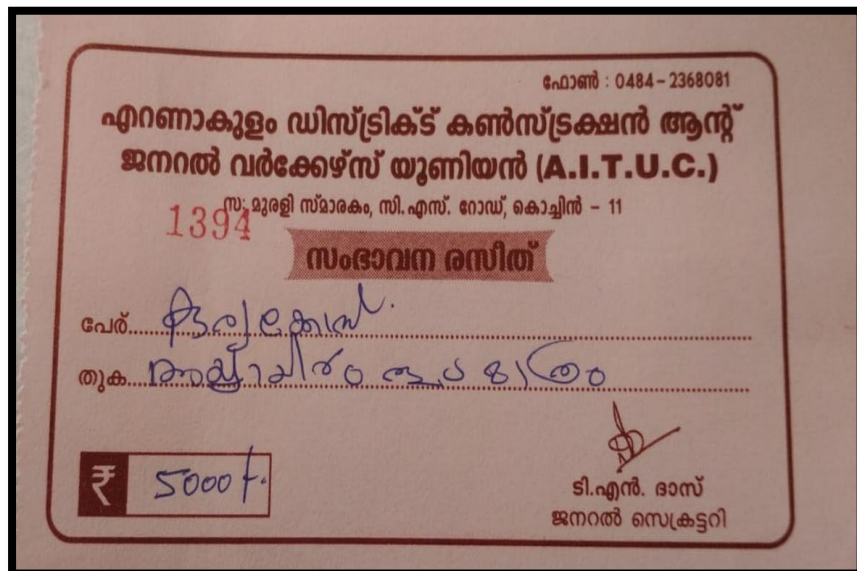 ഫോൺ : 0484-2368081
എറണാകുളം ഡിസ്ട്രിക്ട് കൺസ്ട്രക്ഷൻ ആന്റ്
ജനറൽ വർക്കേഴ്സ് യൂണിയൻ (A.I.T.U.C.)
സ: മുരളി സ്മാരകം, സി.എസ്. റോഡ്, കൊച്ചിൻ - 11
1394
സംഭാവന രസീത്
പേര് കുര്യക്കോസ്
തുക അയ്യായിരം രൂപ മാത്രം
₹ 5000/-
ടി.എൻ. ദാസ്
ജനറൽ സെക്രട്ടറി